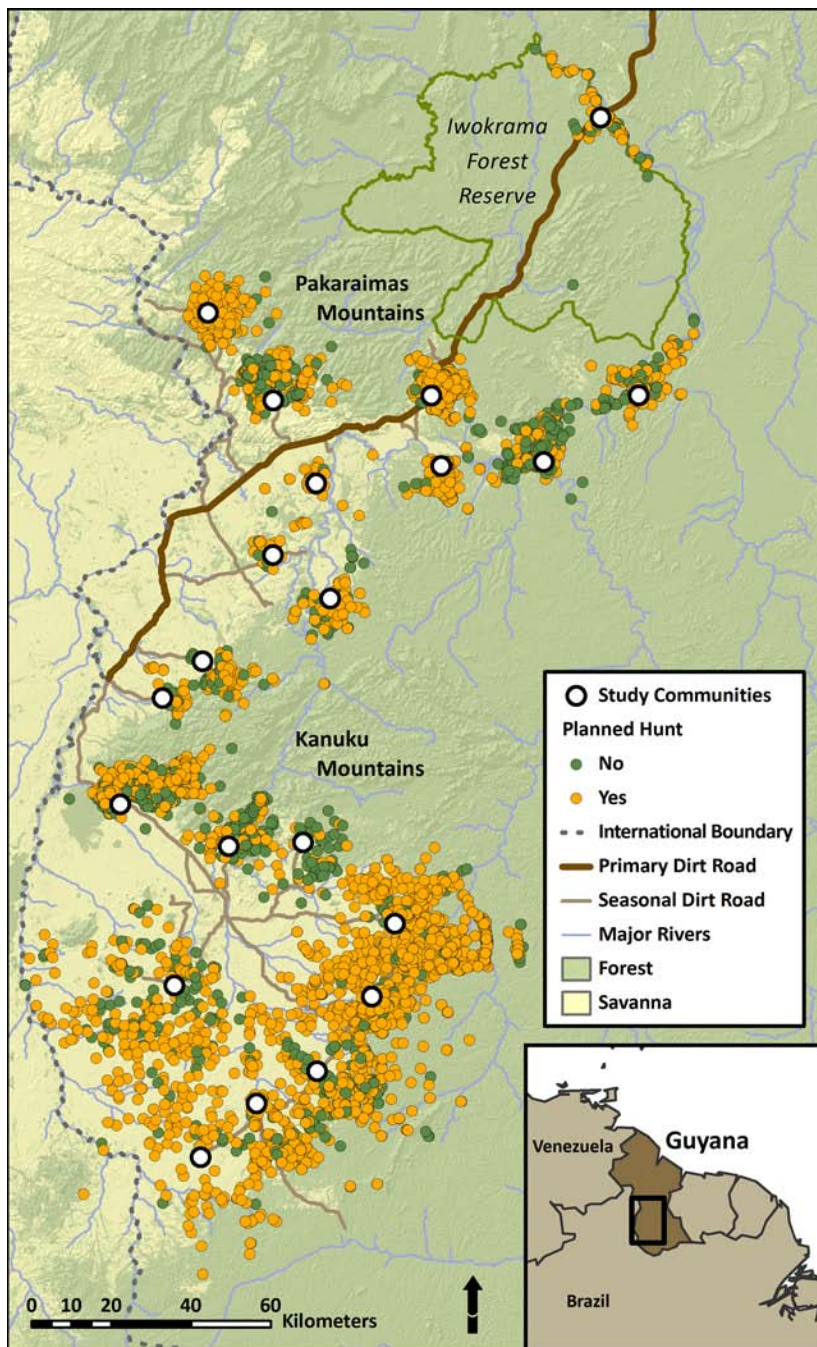 Iwokrama
Forest
Reserve
Pakaraimas
Mountains
Kanuku
Mountains
Study Communities
Planned Hunt
No
Yes
International Boundary
Primary Dirt Road
Seasonal Dirt Road
Major Rivers
Forest
Savanna
Venezuela
Guyana
Brazil
0 10 20 40 60
Kilometers